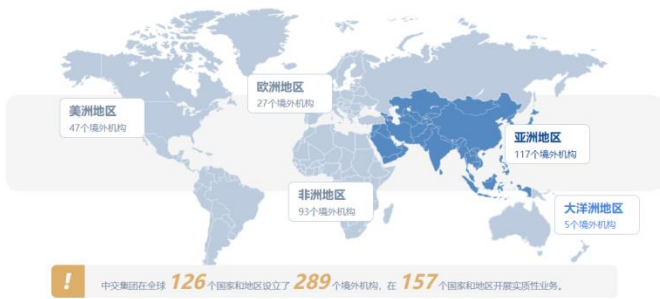 欧洲地区
27个境外机构
美洲地区
47个境外机构
亚洲地区
117个境外机构
非洲地区
93个境外机构
大洋洲地区
5个境外机构
! 中交集团在全球 126 个国家和地区设立了 289 个境外机构，在 157 个国家和地区开展实质性业务。